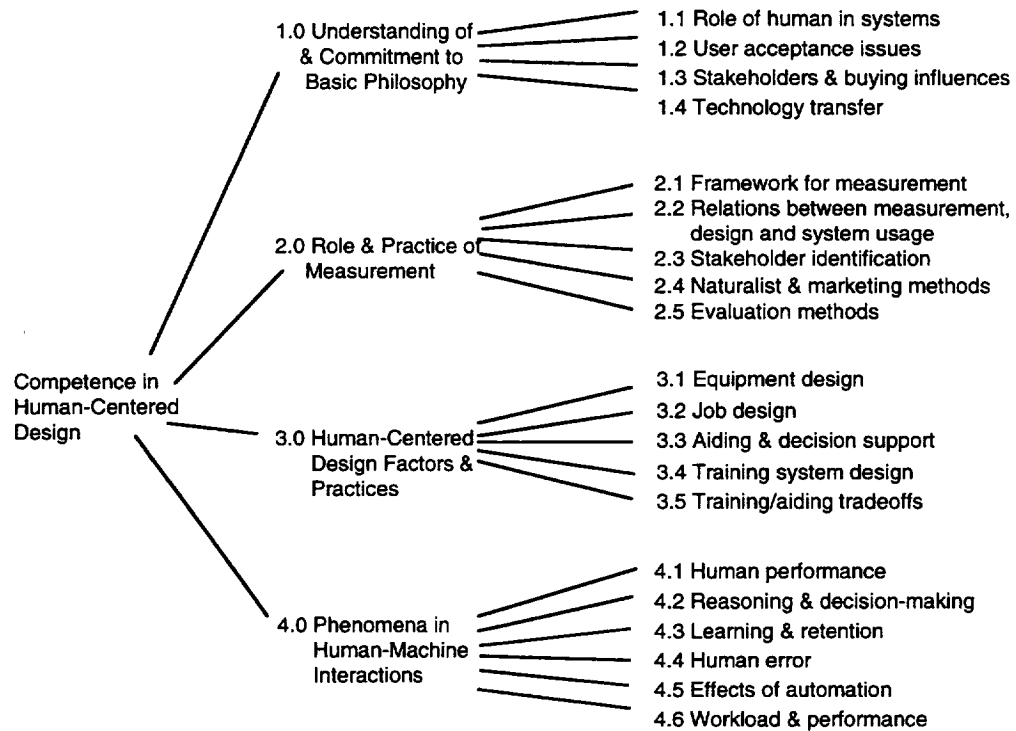 1.0 Understanding of
& Commitment to
Basic Philosophy
1.1 Role of human in systems
1.2 User acceptance issues
1.3 Stakeholders & buying influences
1.4 Technology transfer
2.0 Role & Practice of
Measurement
2.1 Framework for measurement
2.2 Relations between measurement,
design and system usage
2.3 Stakeholder identification
2.4 Naturalist & marketing methods
2.5 Evaluation methods
Competence in
Human-Centered
Design
3.0 Human-Centered
Design Factors &
Practices
3.1 Equipment design
3.2 Job design
3.3 Aiding & decision support
3.4 Training system design
3.5 Training/aiding tradeoffs
4.0 Phenomena in
Human-Machine
Interactions
4.1 Human performance
4.2 Reasoning & decision-making
4.3 Learning & retention
4.4 Human error
4.5 Effects of automation
4.6 Workload & performance